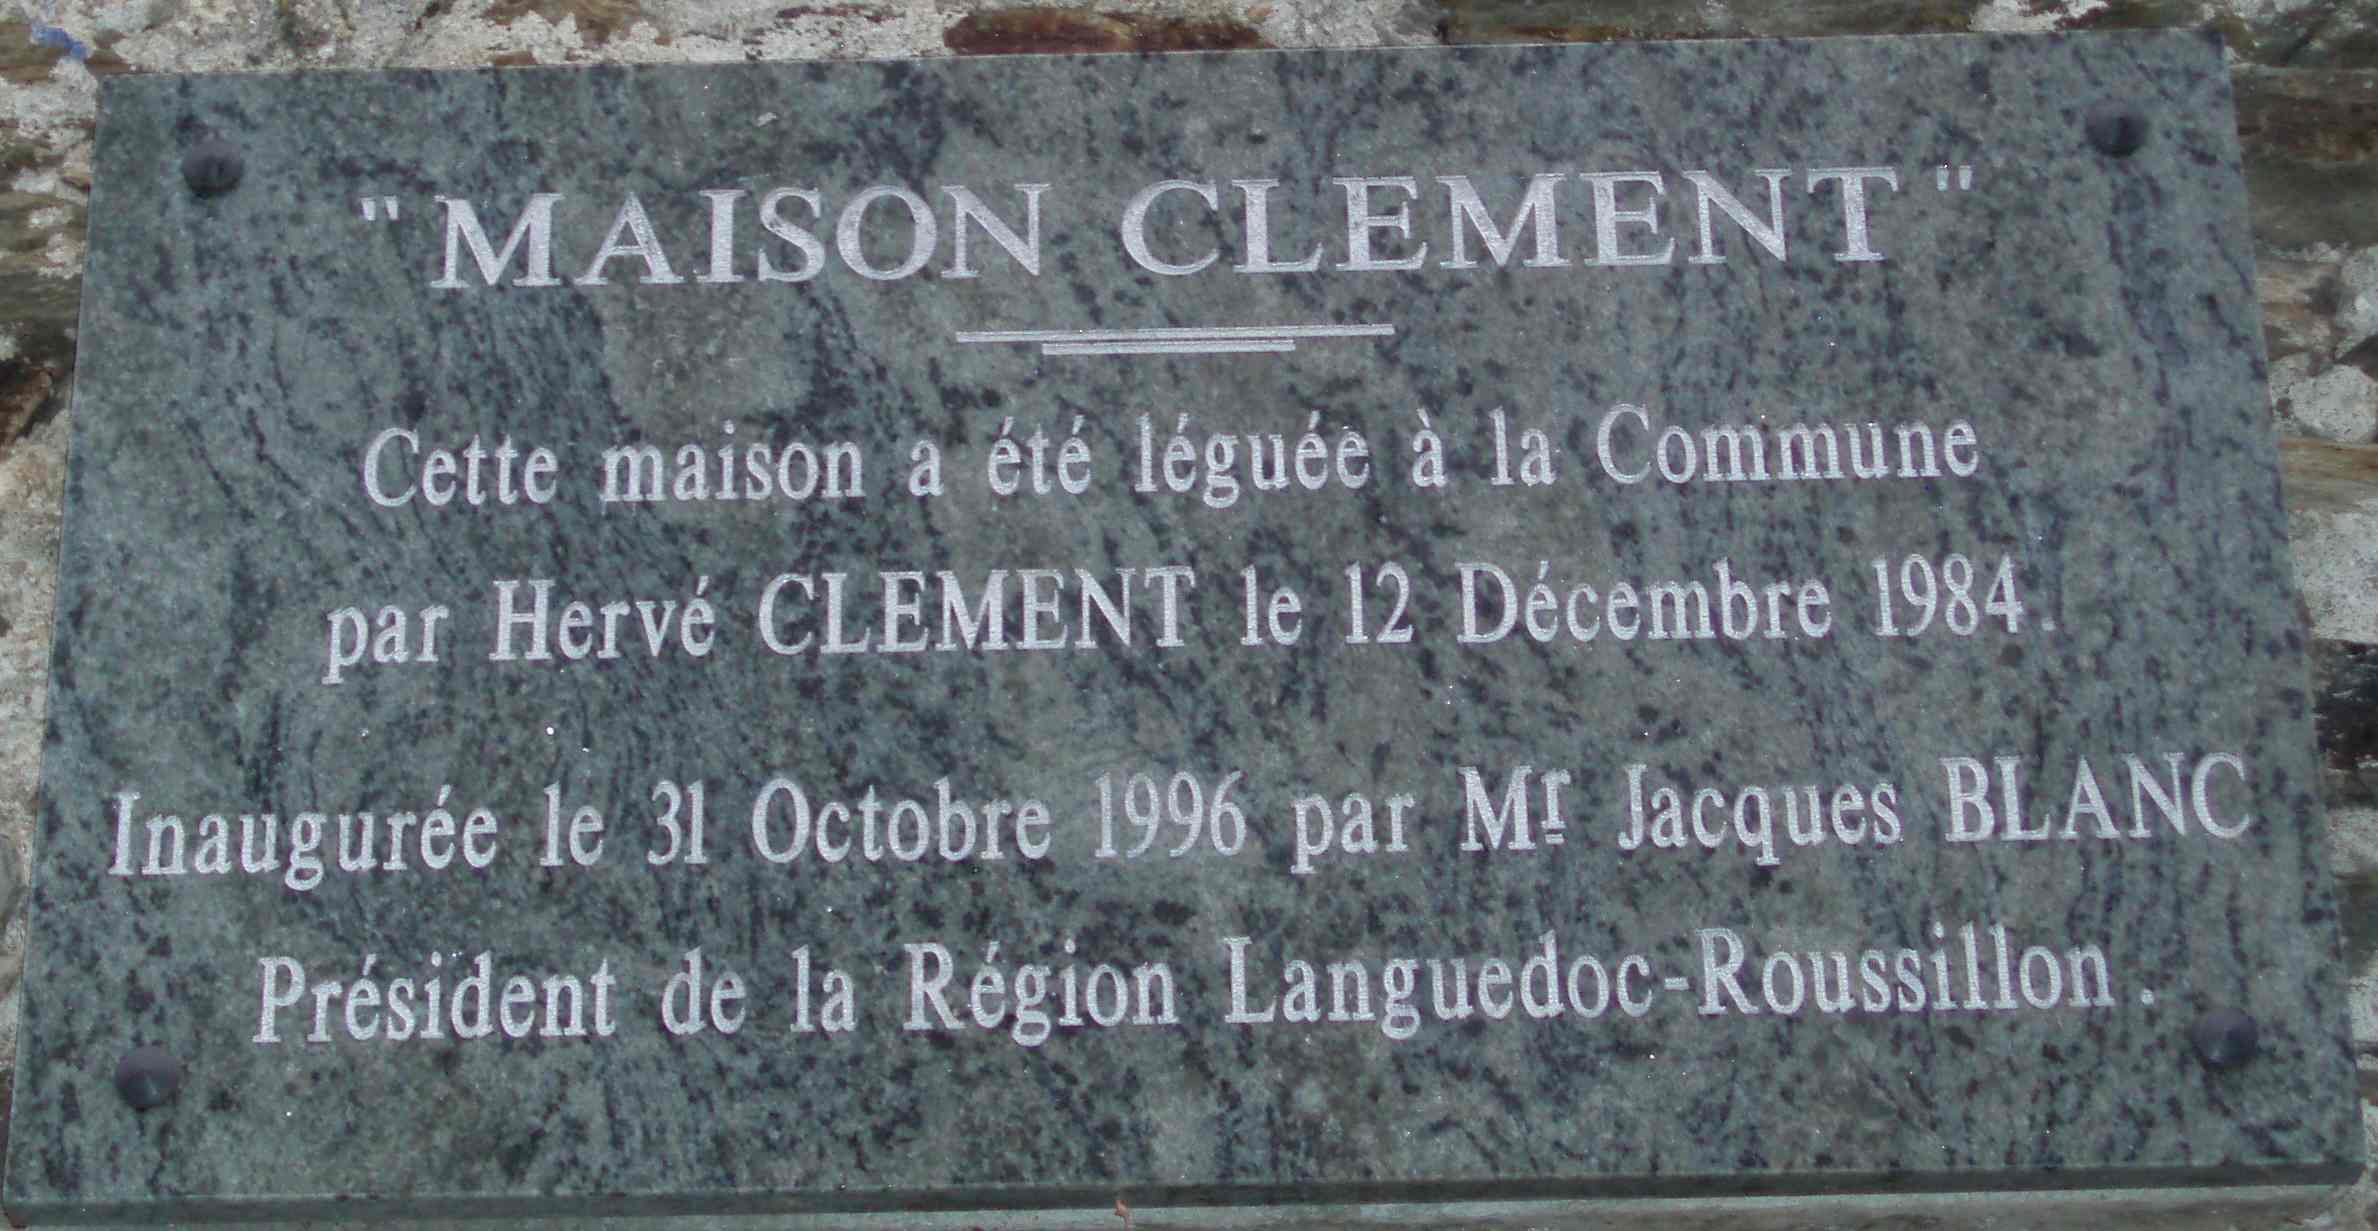 "MAISON CLEMENT"
Cette maison a été léguée à la Commune
par Hervé CLEMENT le 12 Décembre 1984.
Inaugurée le 31 Octobre 1996 par Mr Jacques BLANC
Président de la Région Languedoc-Roussillon.